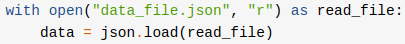 with open("data_file.json", "r") as read_file:
    data = json.load(read_file)